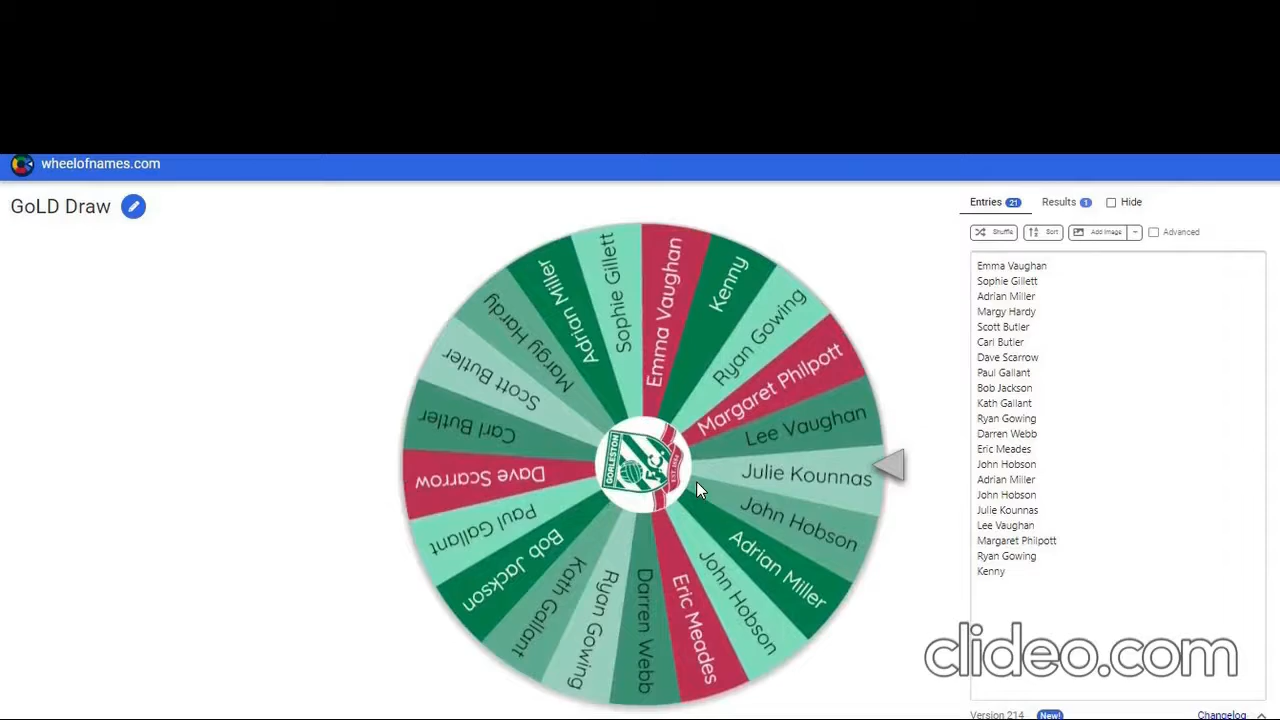 wheelofnames.com
GoLD Draw
Entries 21 Results 1 Hide
Shuffle Sort Add image Advanced
Emma Vaughan
Sophie Gillett
Adrian Miller
Margy Hardy
Scott Butler
Carl Butler
Dave Scarrow
Paul Gallant
Bob Jackson
Kath Gallant
Ryan Gowing
Darren Webb
Eric Meades
John Hobson
Adrian Miller
John Hobson
Julie Kounnas
Lee Vaughan
Margaret Philpott
Ryan Gowing
Kenny
Emma Vaughan
Kenny
Ryan Gowing
Margaret Philpott
Lee Vaughan
Julie Kounnas
John Hobson
Adrian Miller
John Hobson
Eric Meades
Darren Webb
Ryan Gowing
Kath Gallant
Bob Jackson
Paul Gallant
Dave Scarrow
Carl Butler
Scott Butler
Margy Hardy
Adrian Miller
Sophie Gillett
GORLESTON
F.C.
EST. 1884
clideo.com
Version 214 New! Changelog